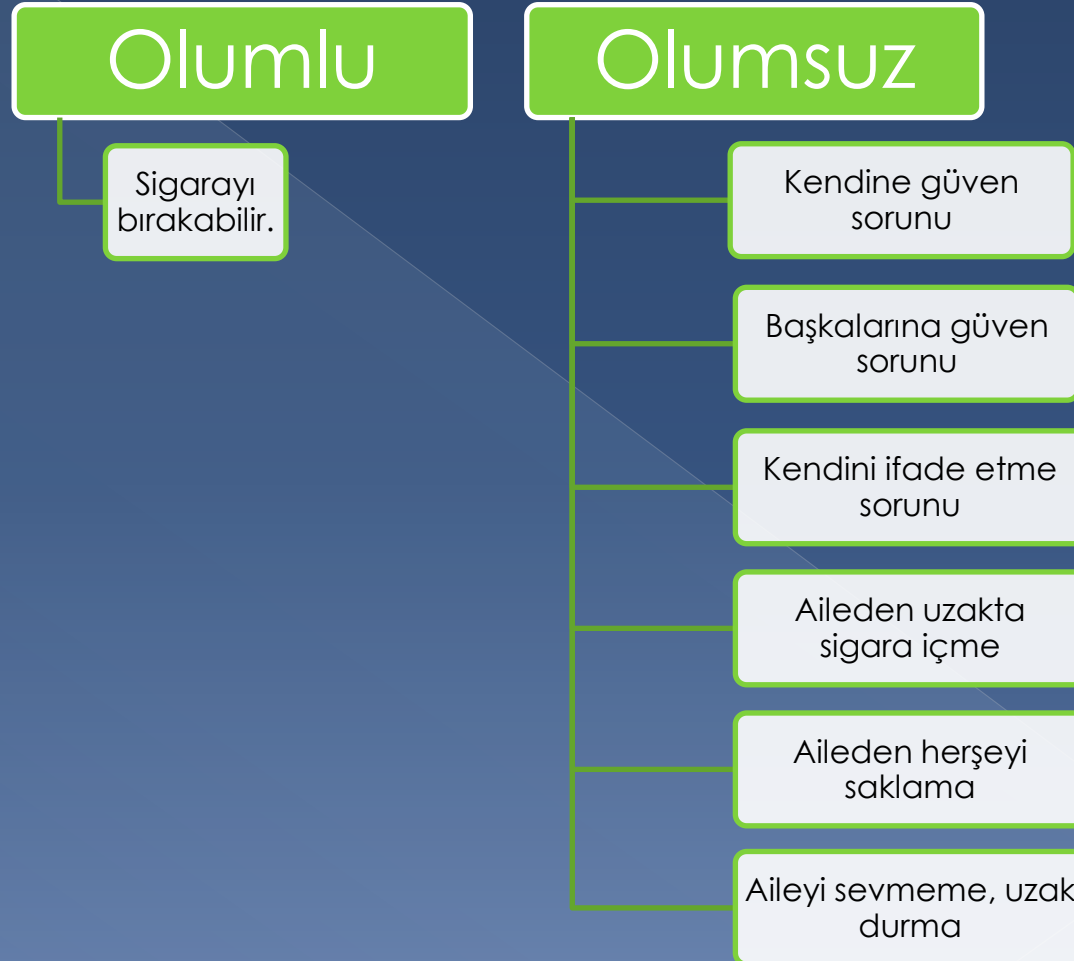 Olumlu
Sigarayı
bırakabilir.
Olumsuz
Kendine güven
sorunu
Başkalarına güven
sorunu
Kendini ifade etme
sorunu
Aileden uzakta
sigara içme
Aileden herşeyi
saklama
Aileyi sevmeme, uzak
durma